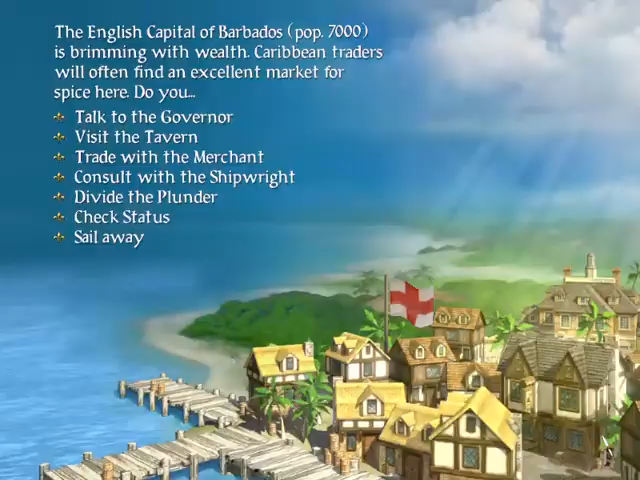 The English Capital of Barbados (pop. 7000)
is brimming with wealth. Caribbean traders
will often find an excellent market for
spice here. Do you...
Talk to the Governor
Visit the Tavern
Trade with the Merchant
Consult with the Shipwright
Divide the Plunder
Check Status
Sail away